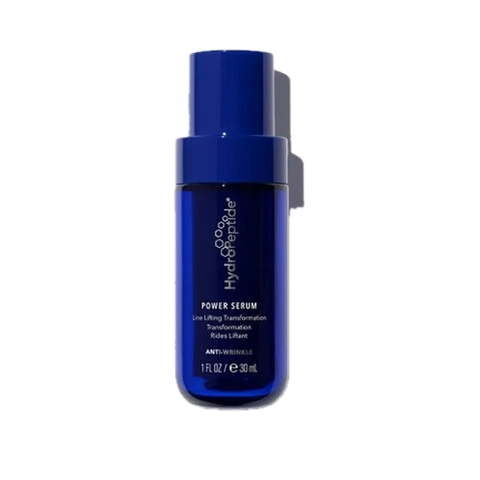 HydroPeptide®
POWER SERUM
Line Lifting Transformation
Transformation
Rides Liftant
ANTI-WRINKLE
1 FL OZ / ℮ 30 mL